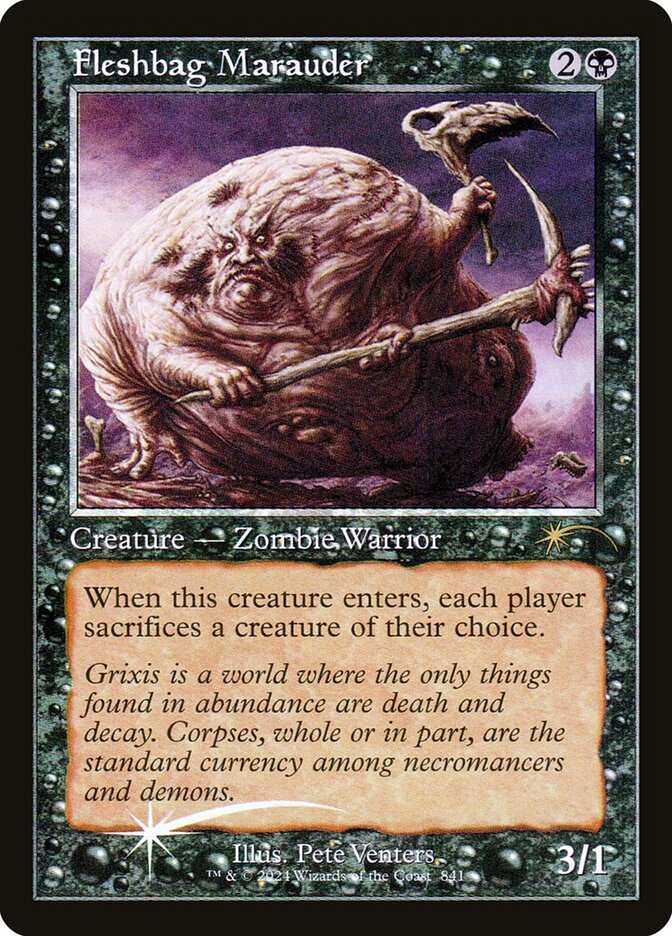 Fleshbag Marauder 2
Creature — Zombie Warrior
When this creature enters, each player
sacrifices a creature of their choice.
Grixis is a world where the only things
found in abundance are death and
decay. Corpses, whole or in part, are the
standard currency among necromancers
and demons.
Illus. Pete Venters
3/1
™ & © 2024 Wizards of the Coast 841